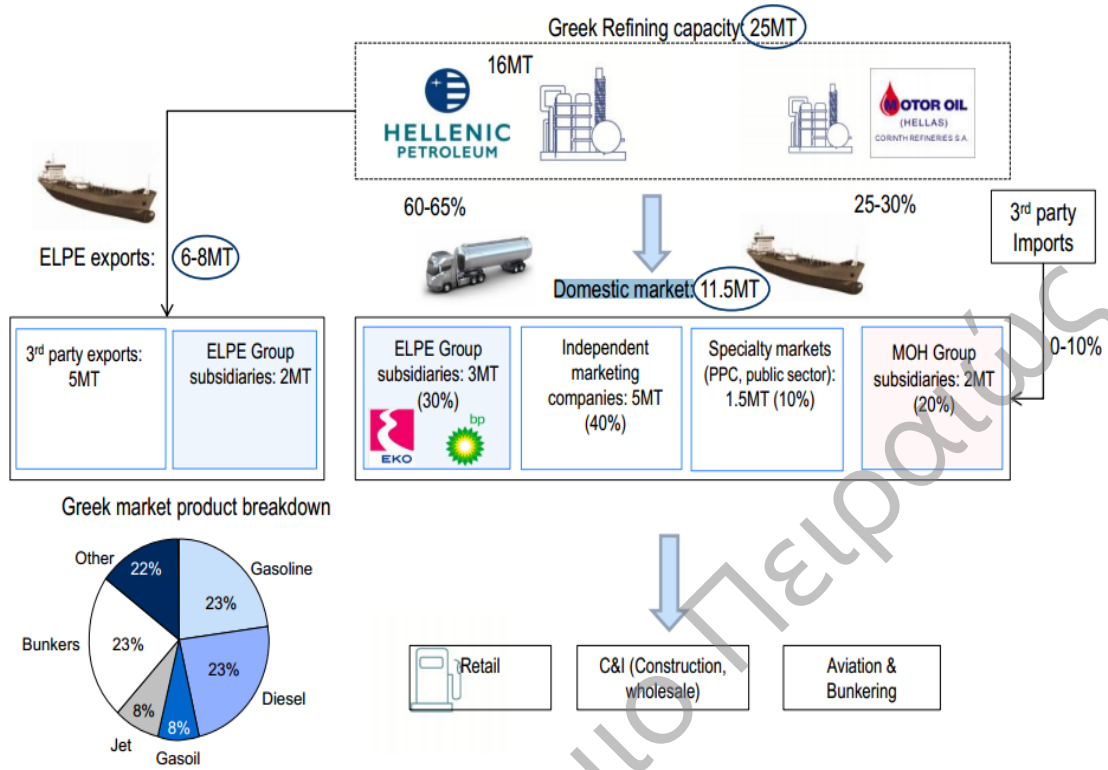 Greek Refining capacity: 25MT
16MT
HELLENIC
PETROLEUM
MOTOR OIL
(HELLAS)
CORINTH REFINERIES S.A.
60-65%
25-30%
3rd party
Imports
ELPE exports: 6-8MT
Domestic market: 11.5MT
0-10%
3rd party exports:
5MT
ELPE Group
subsidiaries: 2MT
ELPE Group
subsidiaries: 3MT
(30%)
EKO
bp
Independent
marketing
companies: 5MT
(40%)
Specialty markets
(PPC, public sector):
1.5MT (10%)
MOH Group
subsidiaries: 2MT
(20%)
Greek market product breakdown
Other
22%
Gasoline
23%
Bunkers
23%
Diesel
23%
Jet
8%
Gasoil
8%
Retail
C&I (Construction,
wholesale)
Aviation &
Bunkering
Πειραιώς